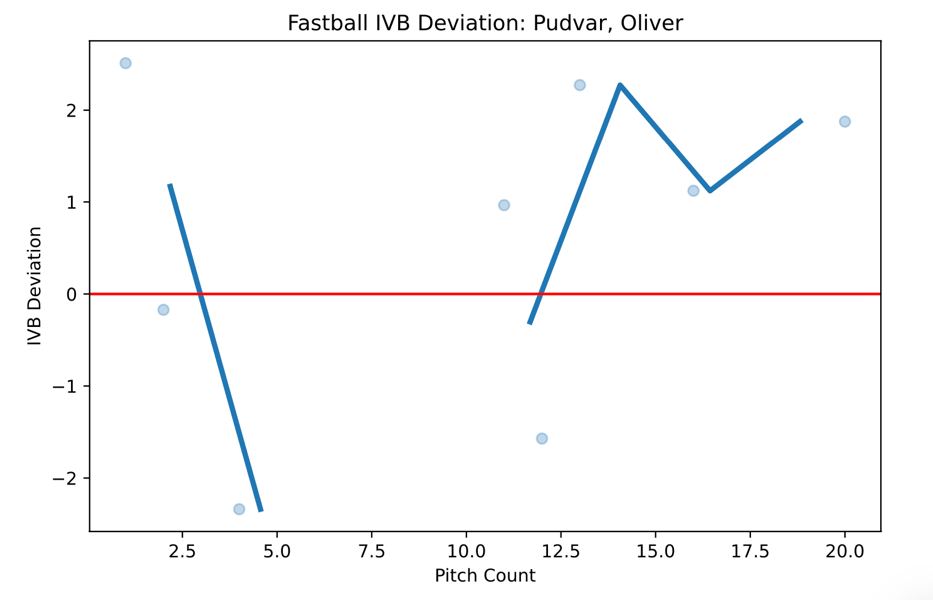 Fastball IVB Deviation: Pudvar, Oliver
IVB Deviation
2
1
0
−1
−2
2.5 5.0 7.5 10.0 12.5 15.0 17.5 20.0
Pitch Count